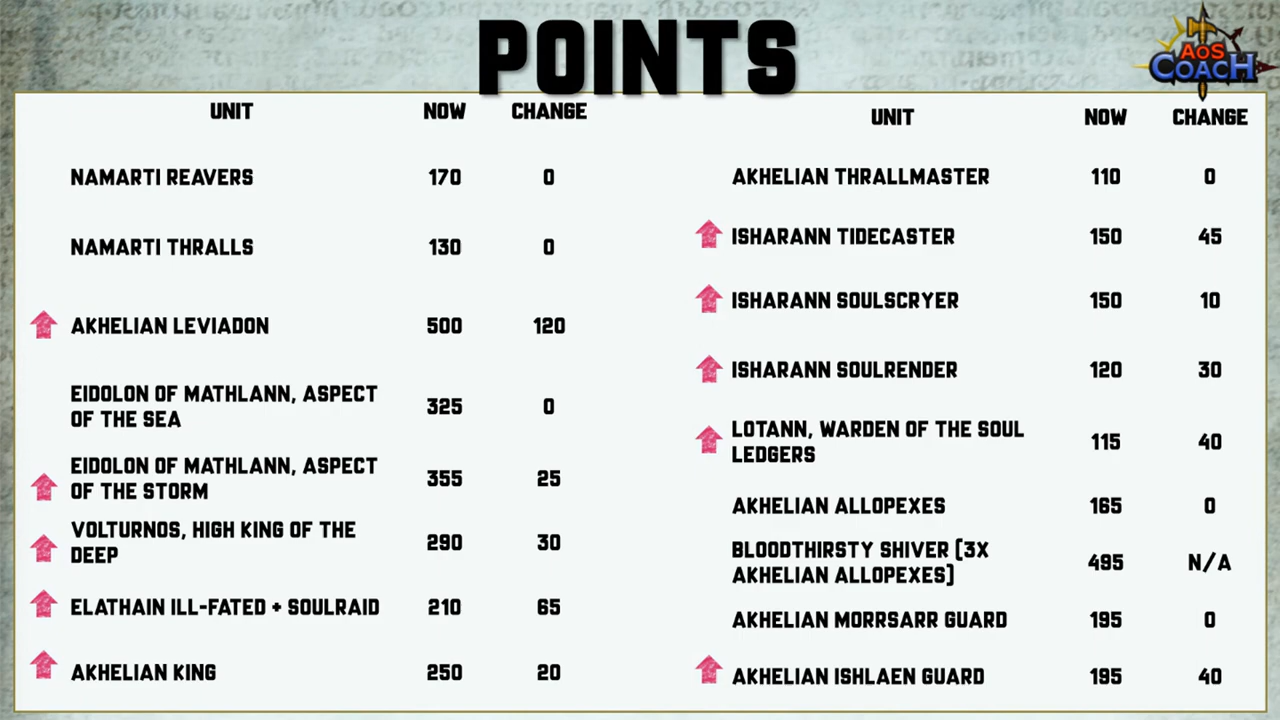 POINTS
AOS
COACH
UNIT NOW CHANGE
NAMARTI REAVERS 170 0
NAMARTI THRALLS 130 0
AKHELIAN LEVIADON 500 120
EIDOLON OF MATHLANN, ASPECT
OF THE SEA 325 0
EIDOLON OF MATHLANN, ASPECT
OF THE STORM 355 25
VOLTURNOS, HIGH KING OF THE
DEEP 290 30
ELATHAIN ILL-FATED + SOULRAID 210 65
AKHELIAN KING 250 20
UNIT NOW CHANGE
AKHELIAN THRALLMASTER 110 0
ISHARANN TIDECASTER 150 45
ISHARANN SOULSCRYER 150 10
ISHARANN SOULRENDER 120 30
LOTANN, WARDEN OF THE SOUL
LEDGERS 115 40
AKHELIAN ALLOPEXES 165 0
BLOODTHIRSTY SHIVER (3X
AKHELIAN ALLOPEXES) 495 N/A
AKHELIAN MORRSARR GUARD 195 0
AKHELIAN ISHLAEN GUARD 195 40